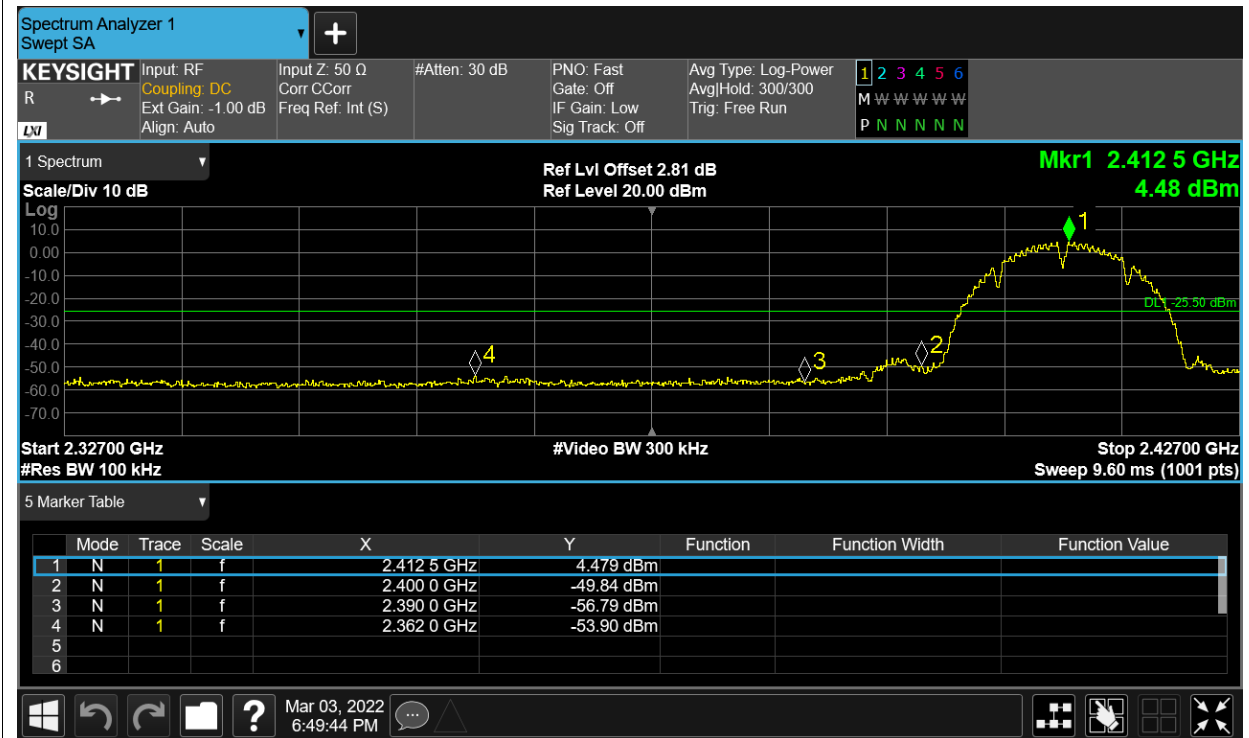 Spectrum Analyzer 1
Swept SA
+
KEYSIGHT Input: RF Input Z: 50 Ω #Atten: 30 dB PNO: Fast Avg Type: Log-Power 1 2 3 4 5 6
R Coupling: DC Corr CCorr Gate: Off Avg|Hold: 300/300 M W W W W W
Ext Gain: -1.00 dB Freq Ref: Int (S) IF Gain: Low Trig: Free Run
LXI Align: Auto Sig Track: Off P N N N N N
1 Spectrum
Ref Lvl Offset 2.81 dB Mkr1 2.412 5 GHz
Scale/Div 10 dB Ref Level 20.00 dBm 4.48 dBm
Log
1
10.0
0.00
-10.0
-20.0
DL1 -25.50 dBm
-30.0
-40.0
4 3 2
-50.0
-60.0
-70.0
Start 2.32700 GHz #Video BW 300 kHz Stop 2.42700 GHz
#Res BW 100 kHz Sweep 9.60 ms (1001 pts)
5 Marker Table
Mode Trace Scale X Y Function Function Width Function Value
1 N 1 f 2.412 5 GHz 4.479 dBm
2 N 1 f 2.400 0 GHz -49.84 dBm
3 N 1 f 2.390 0 GHz -56.79 dBm
4 N 1 f 2.362 0 GHz -53.90 dBm
5
6
? Mar 03, 2022
6:49:44 PM